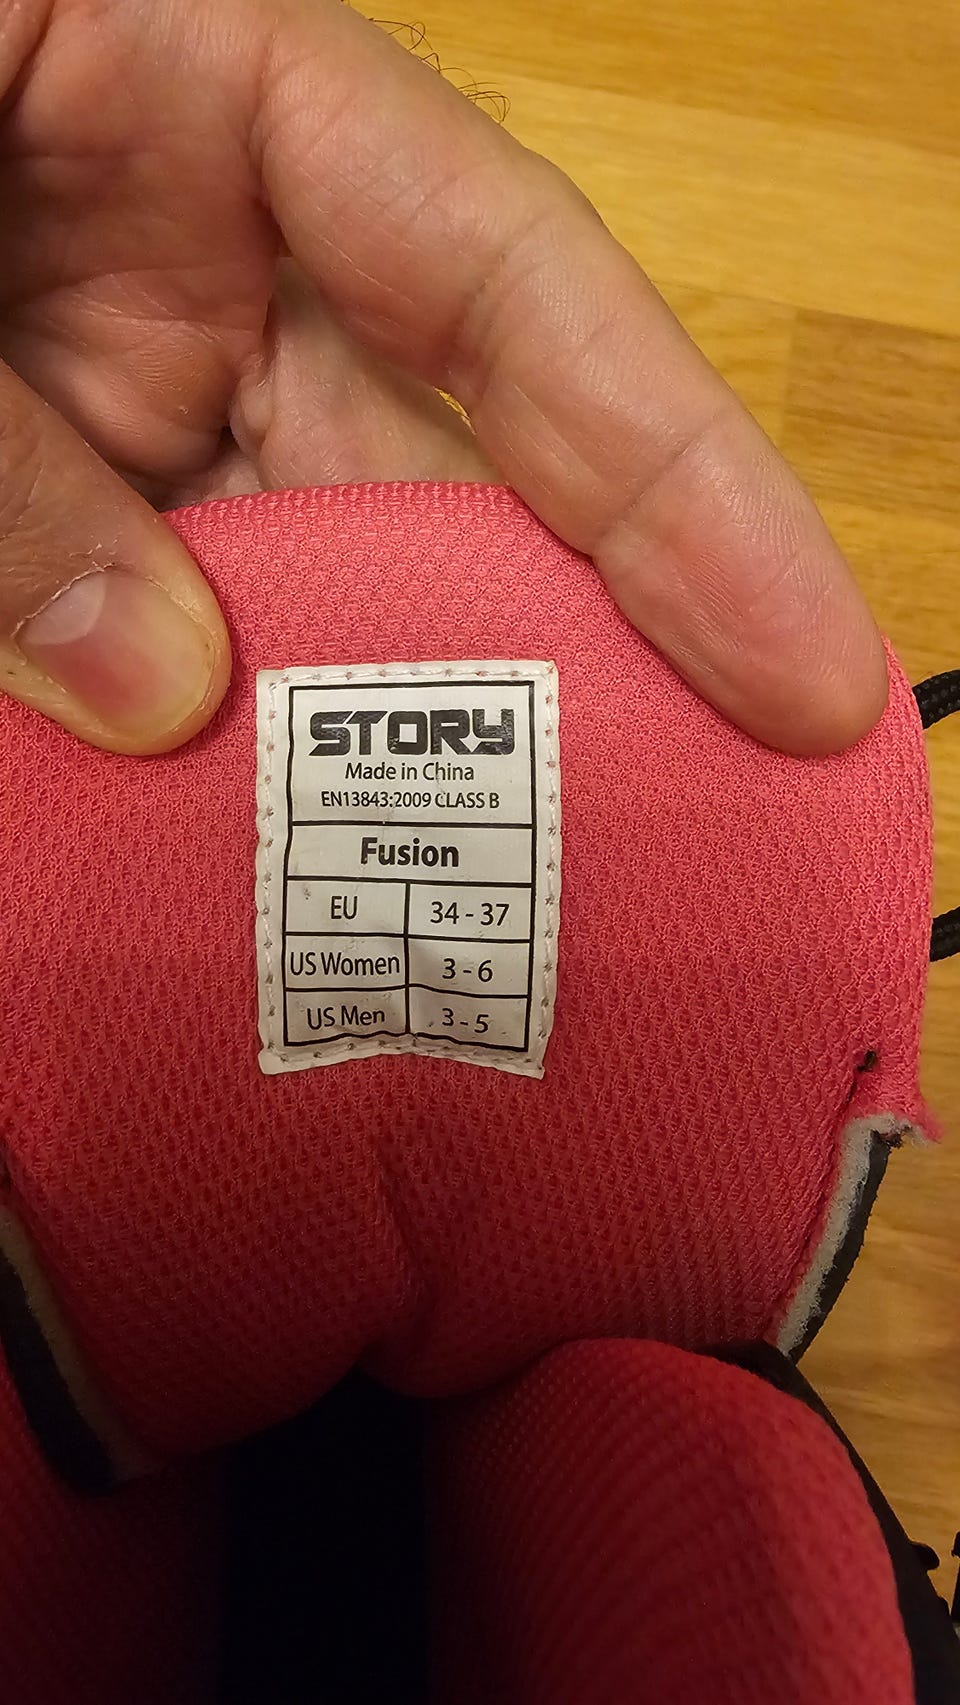 STORY
Made in China
EN13843:2009 CLASS B
Fusion
EU 34 - 37
US Women 3 - 6
US Men 3 - 5